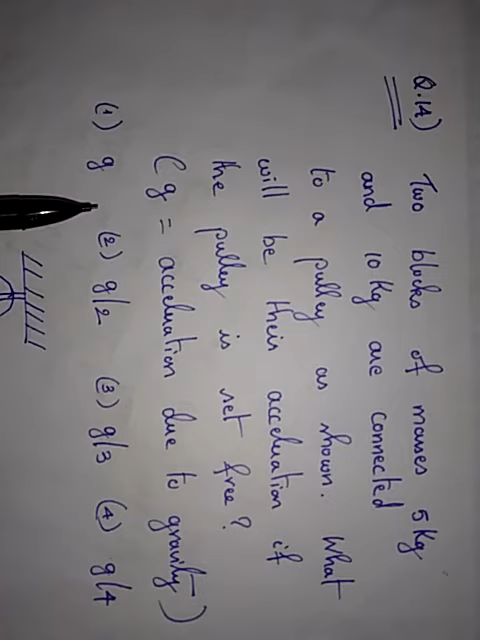 Q.14) Two blocks of masses 5 Kg
and 10 Kg are connected
to a pulley as shown. What
will be their acceleration if
the pulley is set free?
( g = acceleration due to gravity )
(1) g (2) g/2 (3) g/3 (4) g/4